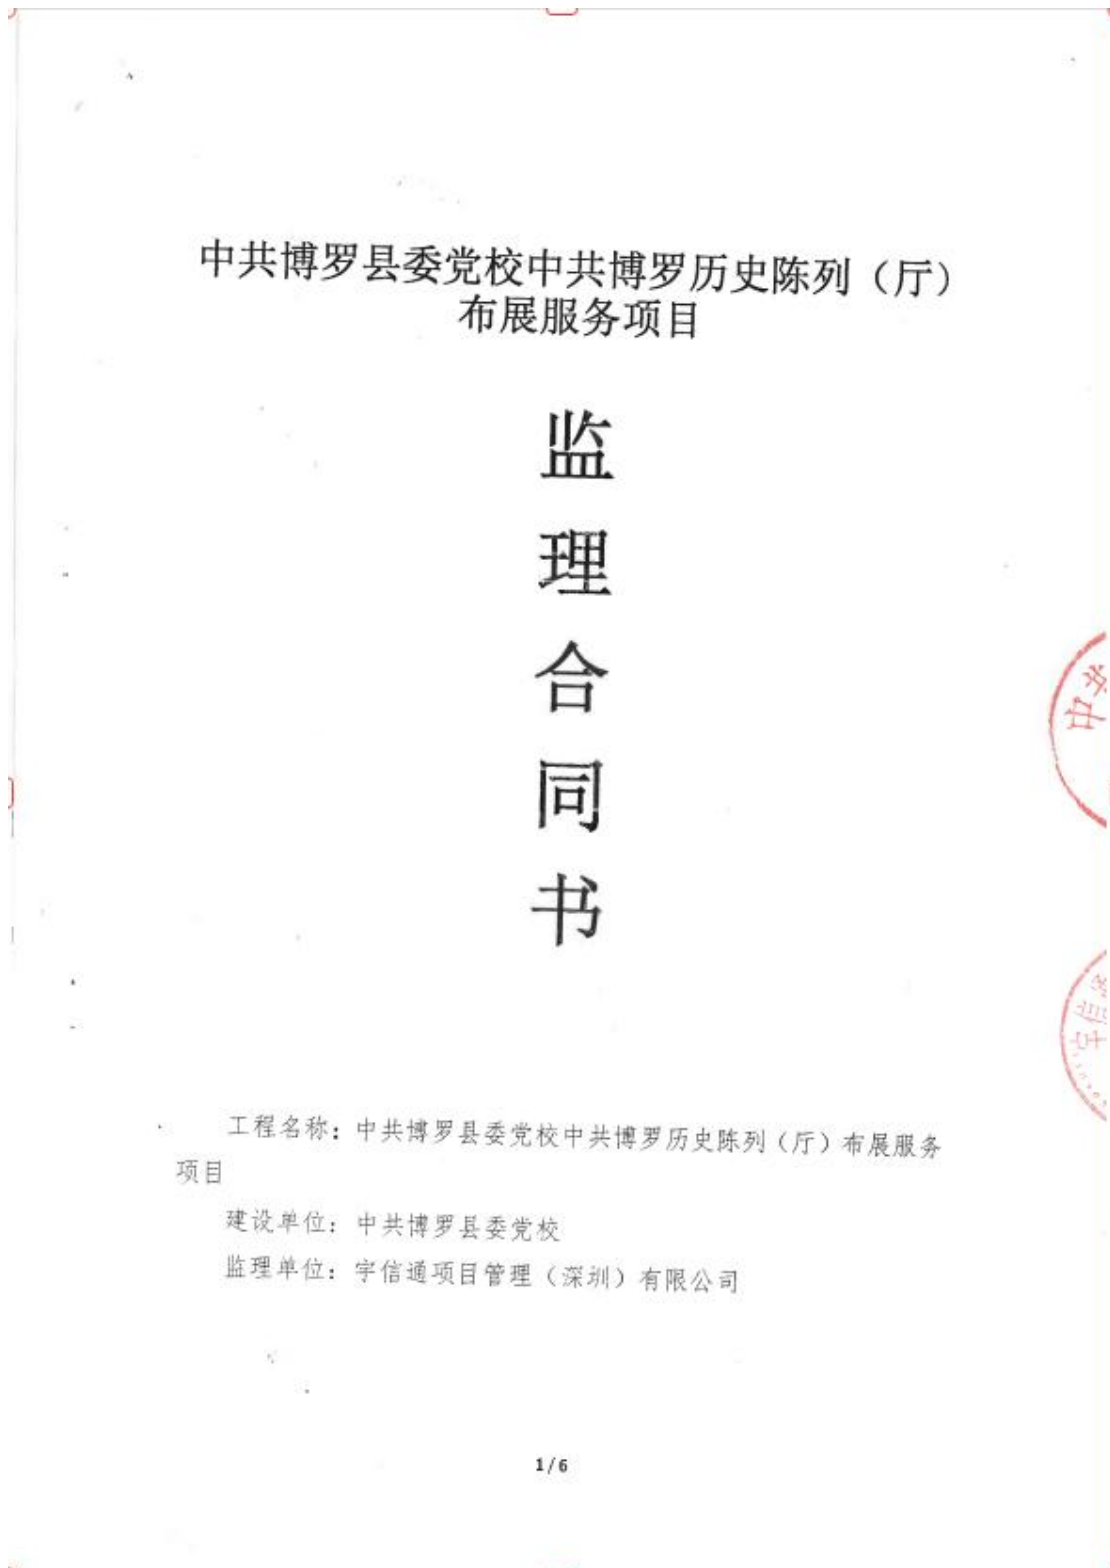 中共博罗县委党校中共博罗历史陈列（厅）
布展服务项目
监
理
合
同
书
中共
宇信
工程名称：中共博罗县委党校中共博罗历史陈列（厅）布展服务
项目
建设单位：中共博罗县委党校
监理单位：宇信通项目管理（深圳）有限公司
1/6